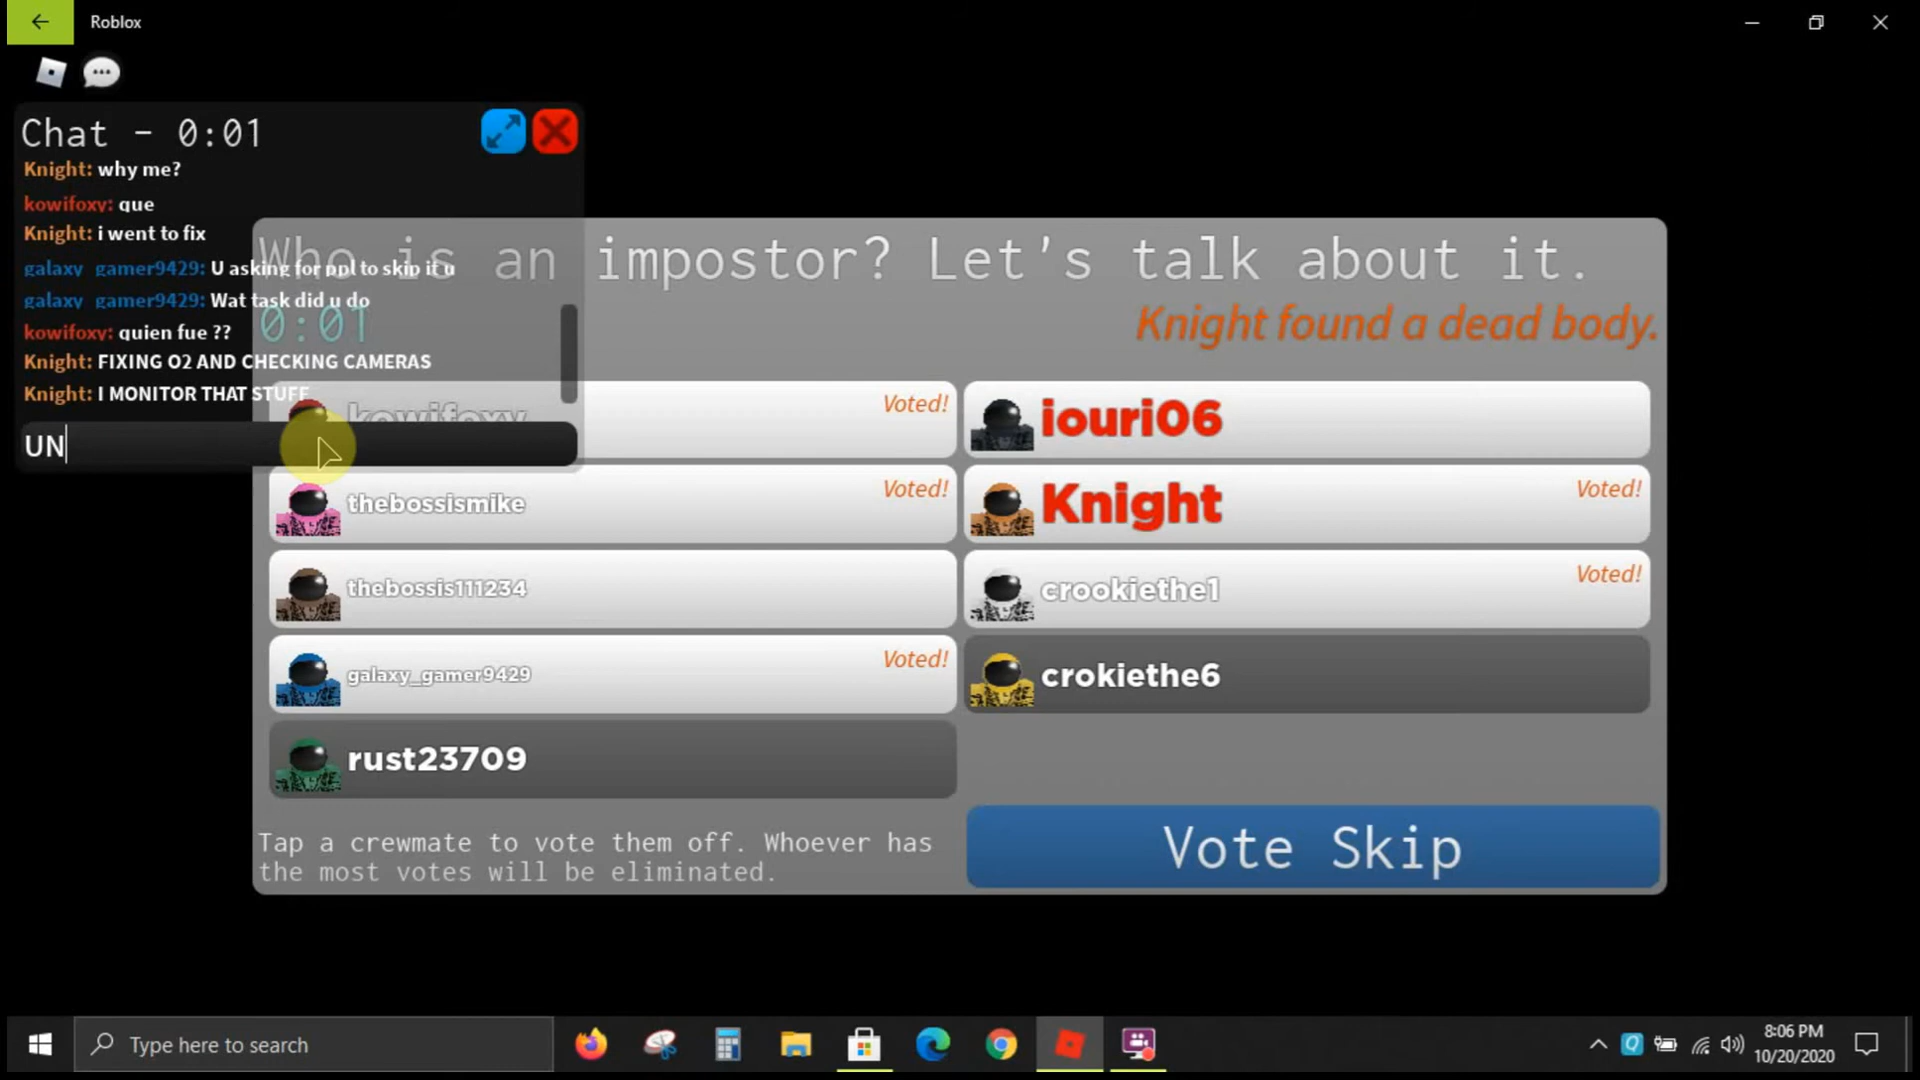 Roblox
Chat - 0:01
Knight: why me?
kowifoxy: que
Knight: i went to fix
galaxy_gamer9429: U asking for ppl to skip it u
galaxy_gamer9429: Wat task did u do
kowifoxy: quien fue ??
Knight: FIXING O2 AND CHECKING CAMERAS
Knight: I MONITOR THAT STUFF
UN
Who is an impostor? Let's talk about it.
0:01
Knight found a dead body.
kowifoxy Voted!
iouri06
thebossismike Voted!
Knight Voted!
thebossis111234
crookiethe1 Voted!
galaxy_gamer9429 Voted!
crokiethe6
rust23709
Tap a crewmate to vote them off. Whoever has
the most votes will be eliminated.
Vote Skip
Type here to search
8:06 PM
10/20/2020